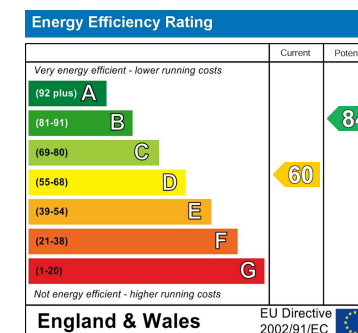 Energy Efficiency Rating
Current
Very energy efficient - lower running costs
(92 plus) A
(81-91) B
(69-80) C
(55-68) D
60
(39-54) E
(21-38) F
(1-20) G
Not energy efficient - higher running costs
England & Wales
EU Directive
2002/91/EC